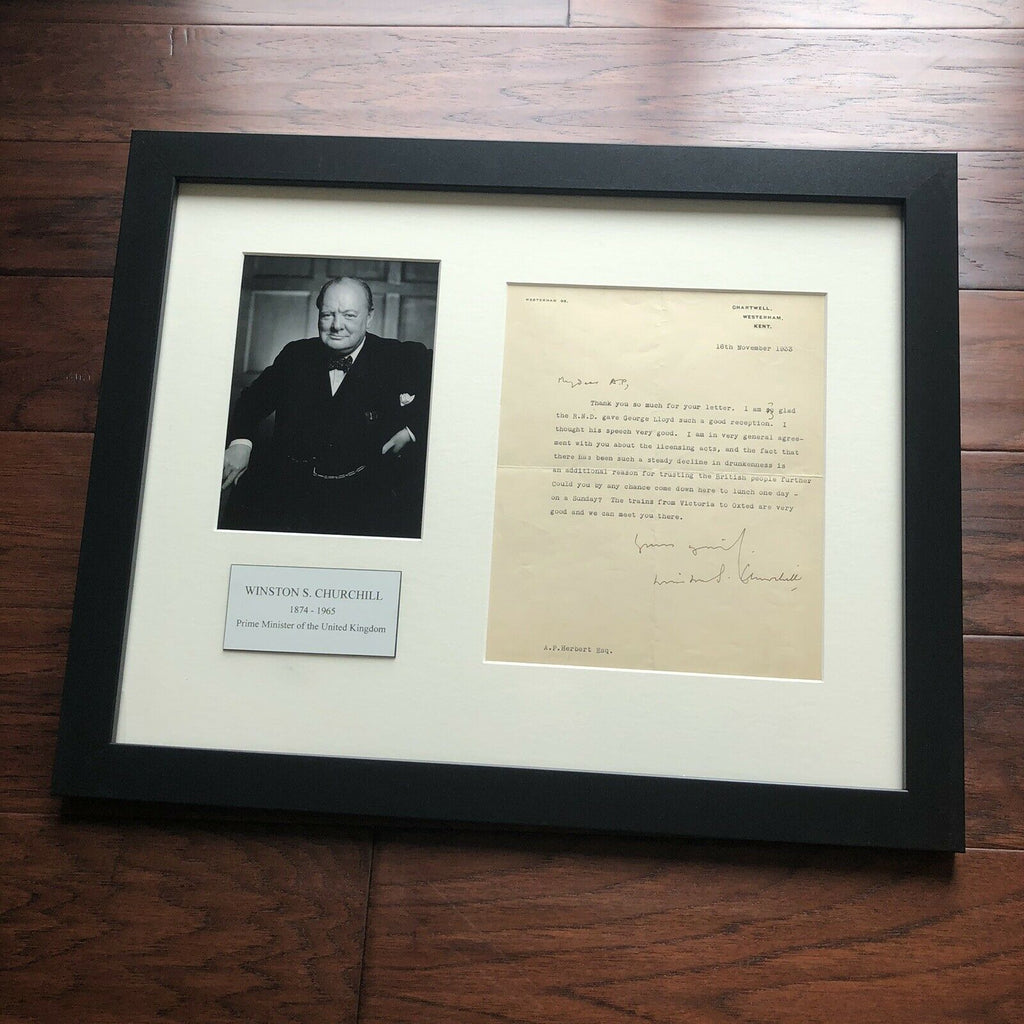 WINSTON S. CHURCHILL
1874 - 1965
Prime Minister of the United Kingdom
WESTERHAM 93.
CHARTWELL,
WESTERHAM,
KENT.
16th November 1933
My dear A.P,
Thank you so much for your letter. I am so glad
the R.N.D. gave George Lloyd such a good reception. I
thought his speech very good. I am in very general agree-
ment with you about the licensing acts, and the fact that
there has been such a steady decline in drunkenness is
an additional reason for trusting the British people further
Could you by any chance come down here to lunch one day -
on a Sunday? The trains from Victoria to Oxted are very
good and we can meet you there.
Yours
Winston S. Churchill
A.P.Herbert Esq.